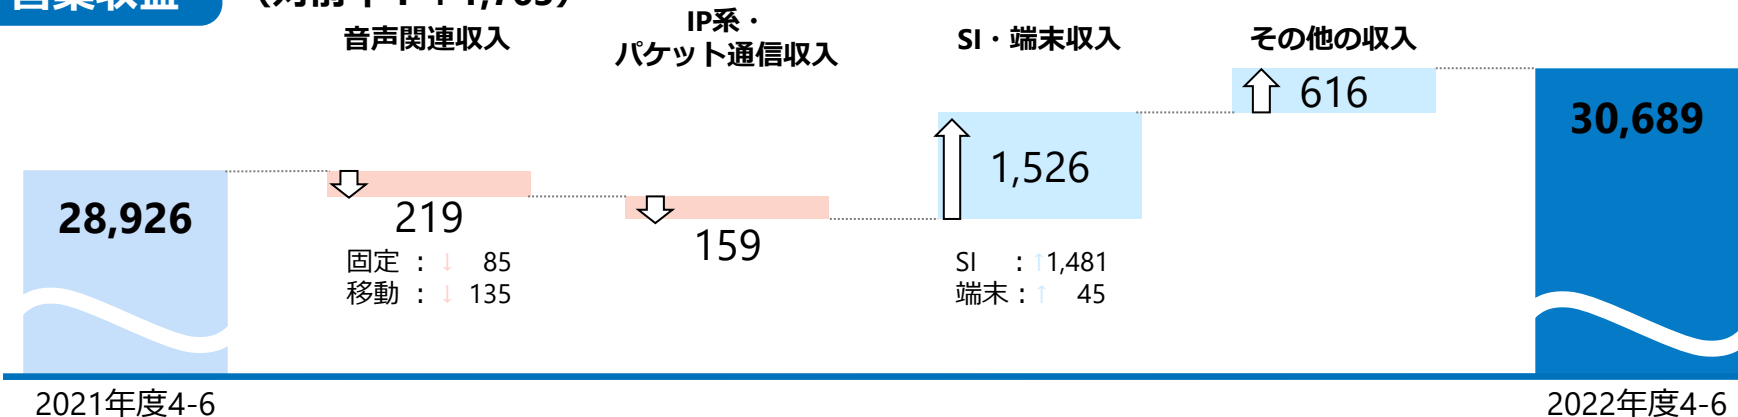 音声関連収入
IP系・
パケット通信収入
SI・端末収入
その他の収入
616
30,689
1,526
28,926
219
159
固定 : ↓ 85
移動 : ↓ 135
SI : ↑1,481
端末 : ↑ 45
2021年度4-6
2022年度4-6